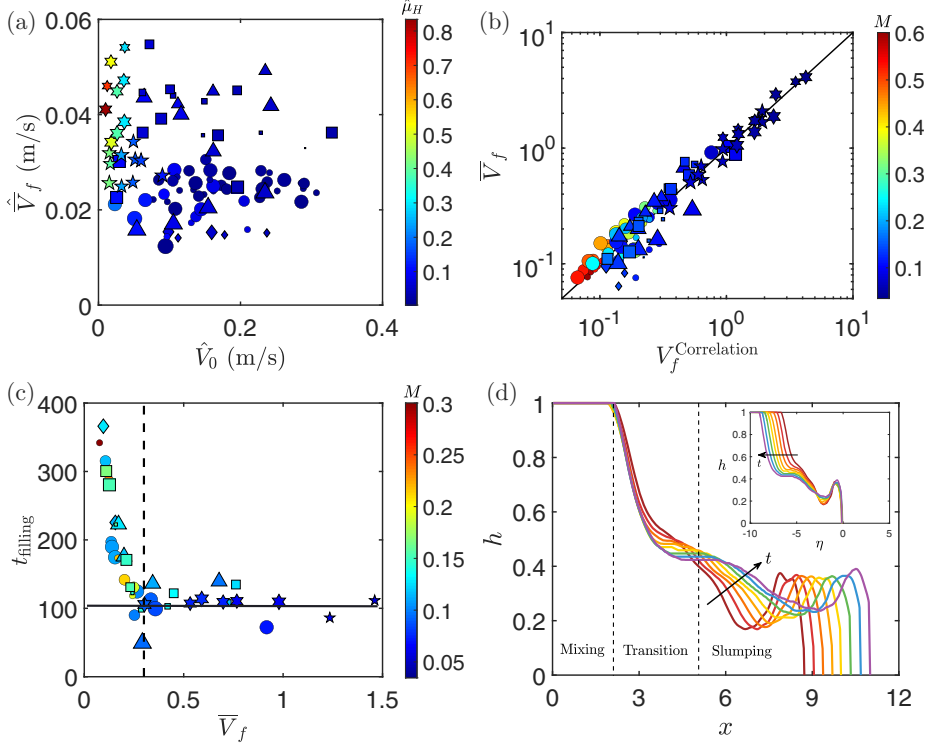 (a)
μ̂_H
0.06
0.04
0.02
0
V̂̅_f (m/s)
0
0.2
0.4
V̂_0 (m/s)
0.8
0.7
0.6
0.5
0.4
0.3
0.2
0.1
(b)
M
10^1
10^0
10^-1
V̅_f
10^-1
10^0
10^1
V_f^Correlation
0.6
0.5
0.4
0.3
0.2
0.1
(c)
M
400
300
200
100
0
t_filling
0
0.5
1
1.5
V̅_f
0.3
0.25
0.2
0.15
0.1
0.05
(d)
1
0.8
0.6
0.4
0.2
0
h
0
3
6
9
12
x
Mixing
Transition
Slumping
t
1
0.8
0.6
0.4
0.2
0
h
t
-10
-5
0
5
η